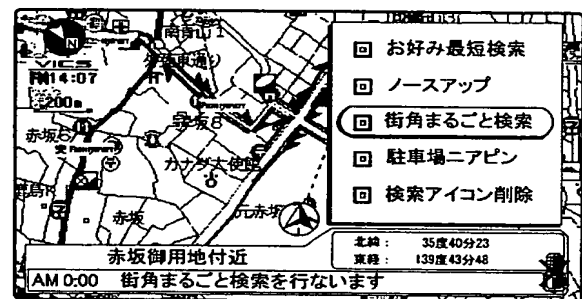 N
南青山1
外苑東通り
VICS
FM14:07
200m
赤坂8
赤坂6
カナダ大使館
赤坂
元赤坂
お好み最短検索
ノースアップ
街角まるごと検索
駐車場ニアピン
検索アイコン削除
赤坂御用地付近
北緯： 35度40分23
東経： 139度43分48
AM 0:00 街角まるごと検索を行ないます